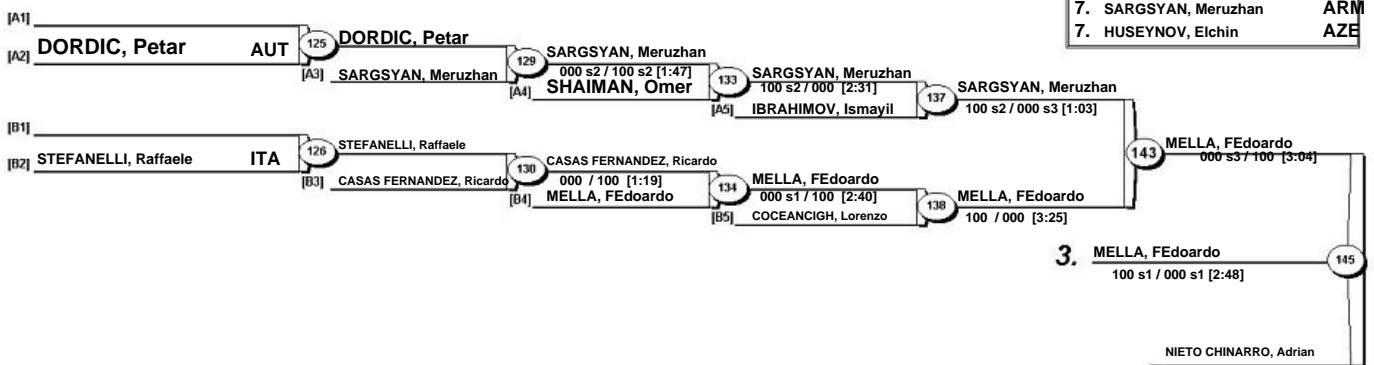 7. SARGSYAN, Meruzhan ARM
7. HUSEYNOV, Elchin AZE
[A1]
[A2] DORDIC, Petar AUT 125 DORDIC, Petar
[A3] SARGSYAN, Meruzhan 129 SARGSYAN, Meruzhan
000 s2 / 100 s2 [1:47]
[A4] SHAIMAN, Omer 133 SARGSYAN, Meruzhan
100 s2 / 000 [2:31]
[A5] IBRAHIMOV, Ismayil 137 SARGSYAN, Meruzhan
100 s2 / 000 s3 [1:03]
[B1]
[B2] STEFANELLI, Raffaele ITA 126 STEFANELLI, Raffaele
[B3] CASAS FERNANDEZ, Ricardo 130 CASAS FERNANDEZ, Ricardo
000 / 100 [1:19]
[B4] MELLA, FEdoardo 134 MELLA, FEdoardo
000 s1 / 100 [2:40]
[B5] COCEANCIGH, Lorenzo 138 MELLA, FEdoardo
100 / 000 [3:25]
143 MELLA, FEdoardo
000 s3 / 100 [3:04]
3. MELLA, FEdoardo 145
100 s1 / 000 s1 [2:48]
NIETO CHINARRO, Adrian